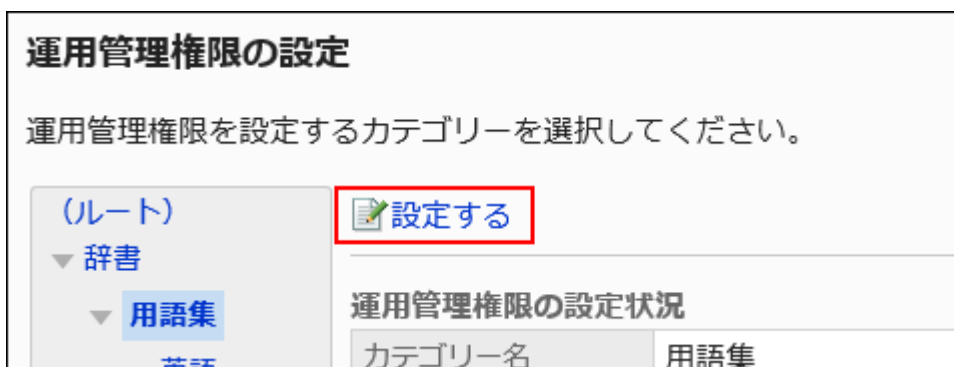 運用管理権限の設定
運用管理権限を設定するカテゴリーを選択してください。
(ルート)
辞書
用語集
英語
設定する
運用管理権限の設定状況
カテゴリー名 用語集